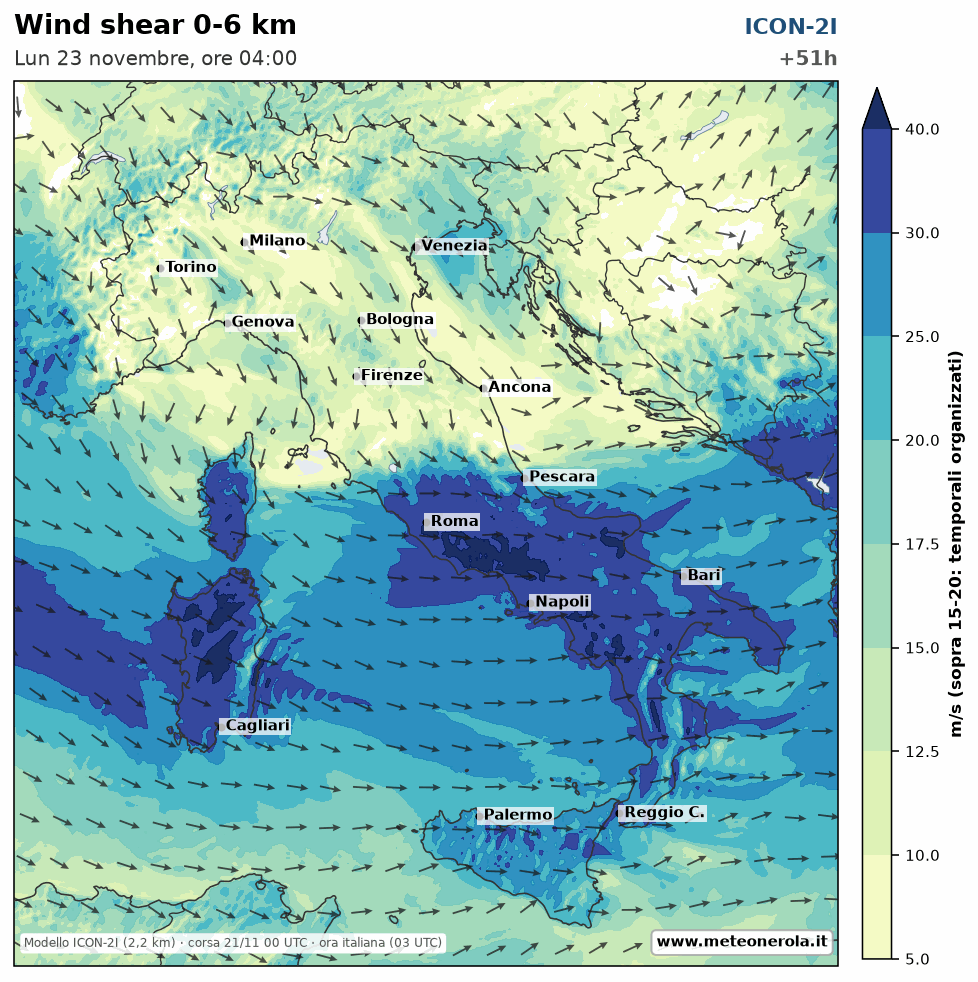 Wind shear 0-6 km
ICON-2I
Lun 23 novembre, ore 04:00
+51h
40.0
30.0
25.0
20.0
17.5
15.0
12.5
10.0
5.0
m/s (sopra 15-20: temporali organizzati)
Milano
Venezia
Torino
Genova
Bologna
Firenze
Ancona
Pescara
Roma
Bari
Napoli
Cagliari
Palermo
Reggio C.
Modello ICON-2I (2,2 km) · corsa 21/11 00 UTC · ora italiana (03 UTC)
www.meteonerola.it